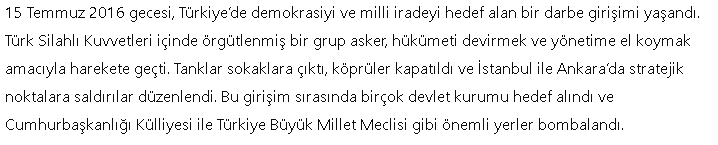 15 Temmuz 2016 gecesi, Türkiye’de demokrasiyi ve milli iradeyi hedef alan bir darbe girişimi yaşandı.
Türk Silahlı Kuvvetleri içinde örgütlenmiş bir grup asker, hükümeti devirmek ve yönetime el koymak
amacıyla harekete geçti. Tanklar sokaklara çıktı, köprüler kapatıldı ve İstanbul ile Ankara’da stratejik
noktalara saldırılar düzenlendi. Bu girişim sırasında birçok devlet kurumu hedef alındı ve
Cumhurbaşkanlığı Külliyesi ile Türkiye Büyük Millet Meclisi gibi önemli yerler bombalandı.